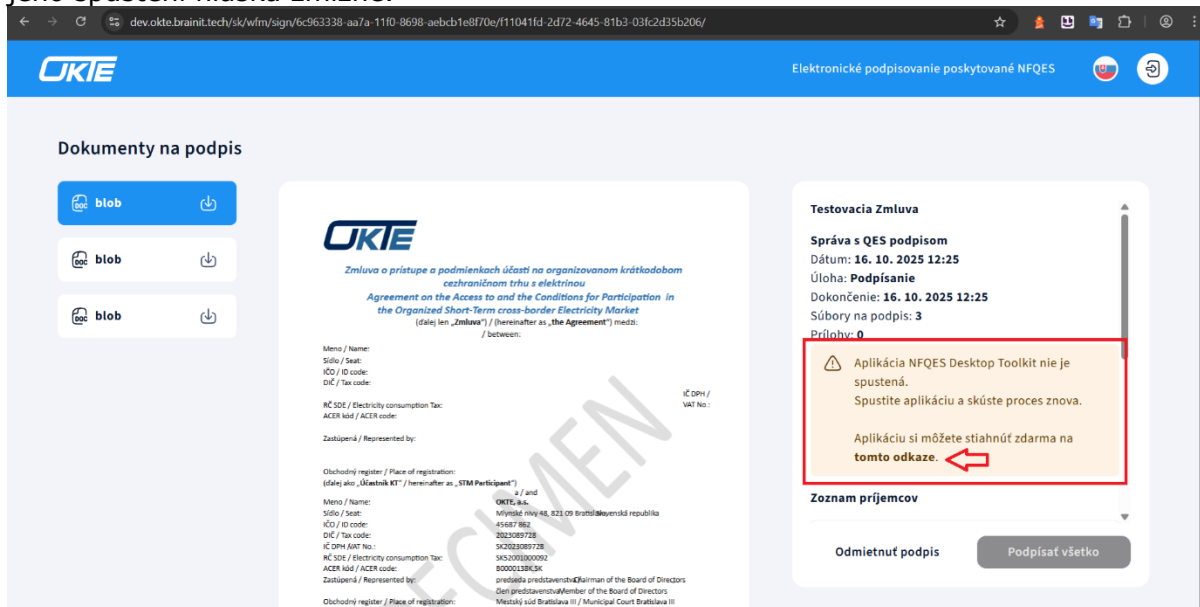 jeho spustení hláška zmizne.
dev.okte.brainit.tech/sk/wfm/sign/6c963338-aa7a-11f0-8698-aebcb1e8f70e/f11041fd-2d72-4645-81b3-03fc2d35b206/
OKTE
Elektronické podpisovanie poskytované NFQES
Dokumenty na podpis
DOC blob
DOC blob
DOC blob
OKTE
Zmluva o prístupe a podmienkach účasti na organizovanom krátkodobom
cezhraničnom trhu s elektrinou
Agreement on the Access to and the Conditions for Participation in
the Organized Short-Term cross-border Electricity Market
(ďalej len „Zmluva“) / (hereinafter as „the Agreement“) medzi:
/ between:
Meno / Name:
Sídlo / Seat:
IČO / ID code:
DIČ / Tax code:
IČ DPH /
VAT No.:
RČ SDE / Electricity consumption Tax:
ACER kód / ACER code:
Zastúpená / Represented by:
Obchodný register / Place of registration:
(ďalej ako „Účastník KT“ / hereinafter as „STM Participant“)
a / and
Meno / Name: OKTE, a.s.
Sídlo / Seat: Mlynské nivy 48, 821 09 Bratislava Slovenská republika
IČO / ID code: 45687 862
DIČ / Tax code: 2023089728
IČ DPH /VAT No.: SK2023089728
RČ SDE / Electricity consumption Tax: SK52001000092
ACER kód / ACER code: B0000138K.SK
Zastúpená / Represented by: predseda predstavenstva/Chairman of the Board of Directors
člen predstavenstva/Member of the Board of Directors
Obchodný register / Place of registration: Mestský súd Bratislava III / Municipal Court Bratislava III
Testovacia Zmluva
Správa s QES podpisom
Dátum: 16. 10. 2025 12:25
Úloha: Podpísanie
Dokončenie: 16. 10. 2025 12:25
Súbory na podpis: 3
Prílohy: 0
Aplikácia NFQES Desktop Toolkit nie je
spustená.
Spustite aplikáciu a skúste proces znova.
Aplikáciu si môžete stiahnúť zdarma na
tomto odkaze.
Zoznam príjemcov
Odmietnuť podpis
Podpísať všetko